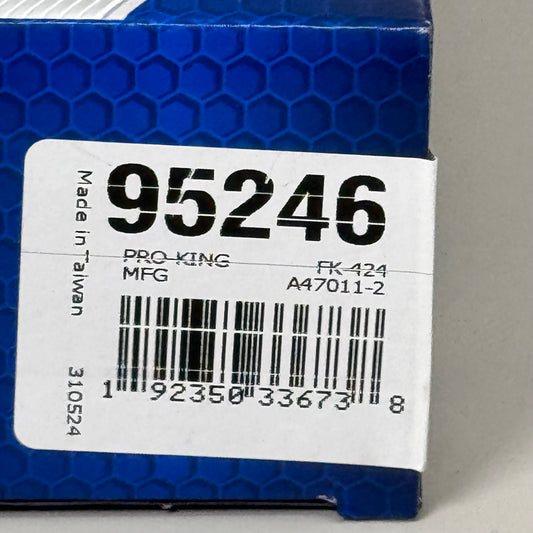 95246
PRO-KING FK-424
MFG A47011-2
1 92350 33673 8
Made in Taiwan 310524